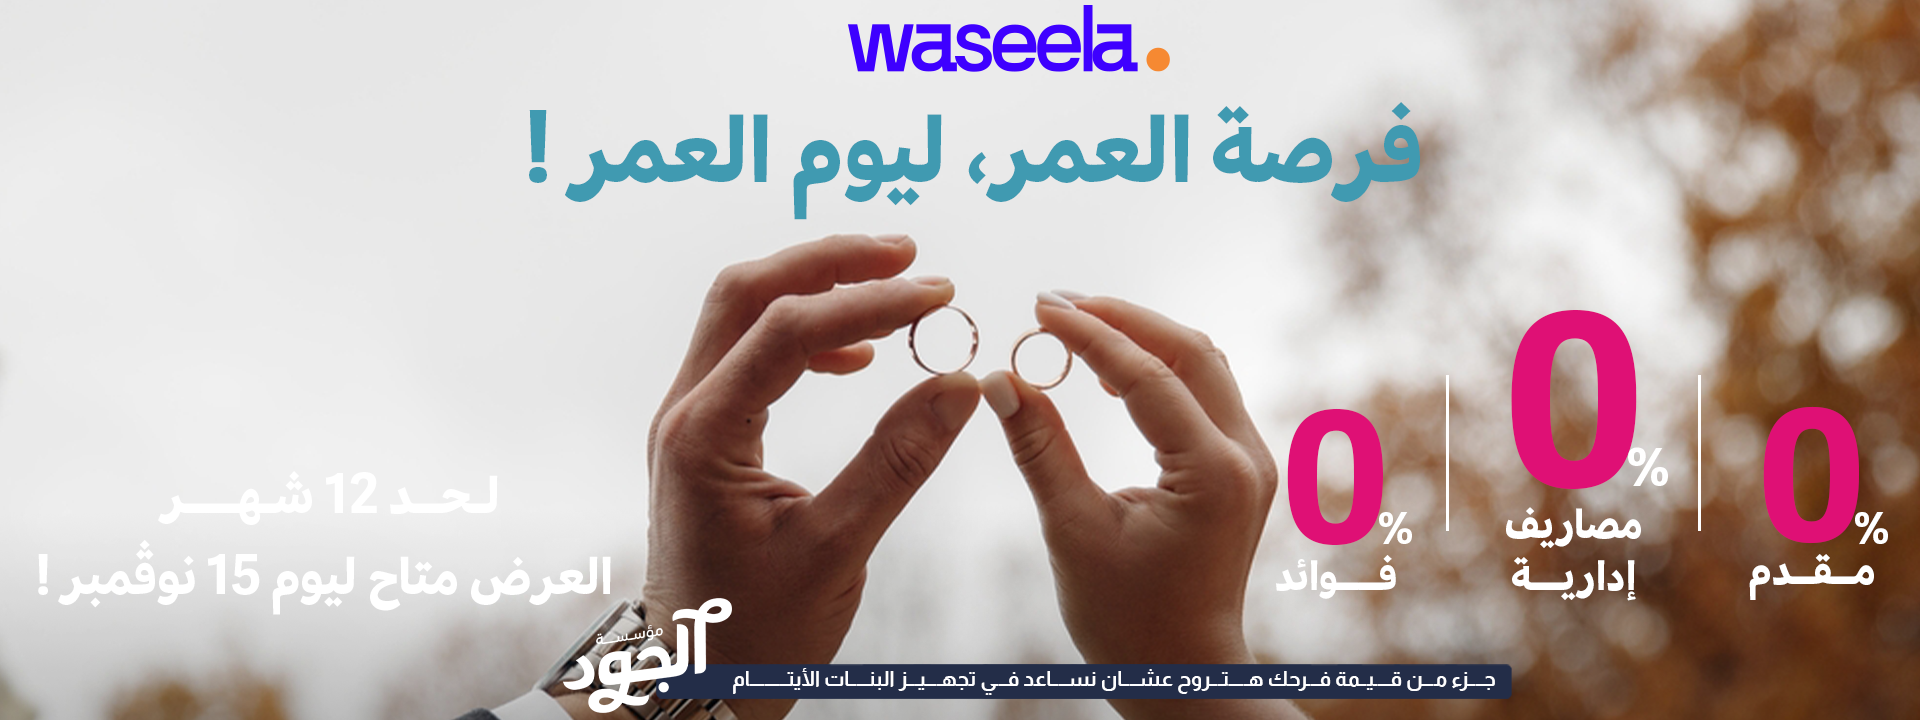 waseela.
فرصة العمر، ليوم العمر !
0%
مقدم
0%
مصاريف
إدارية
0%
فوائد
لحد 12 شهر
العرض متاح ليوم 15 نوڤمبر !
مؤسسة
الجود
جزء من قيمة فرحك هتروح عشان نساعد في تجهيز البنات الأيتام